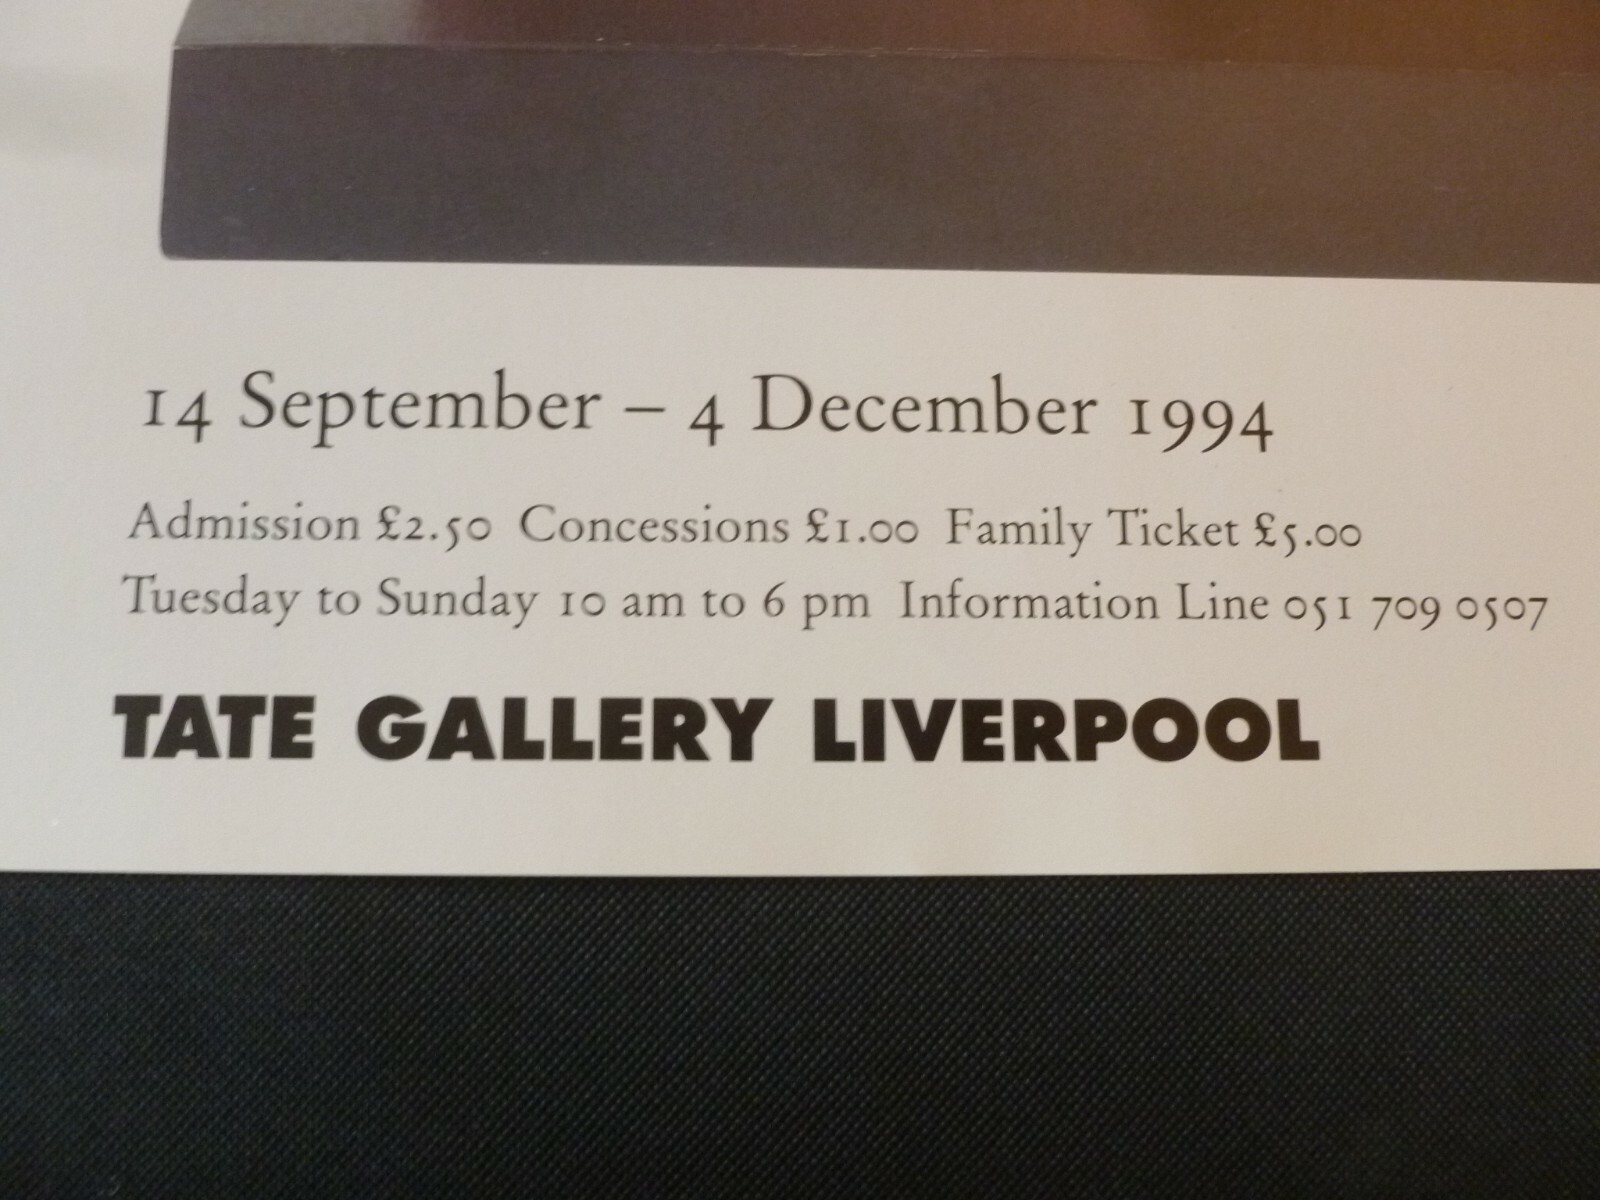 14 September – 4 December 1994
Admission £2.50 Concessions £1.00 Family Ticket £5.00
Tuesday to Sunday 10 am to 6 pm Information Line 051 709 0507
TATE GALLERY LIVERPOOL